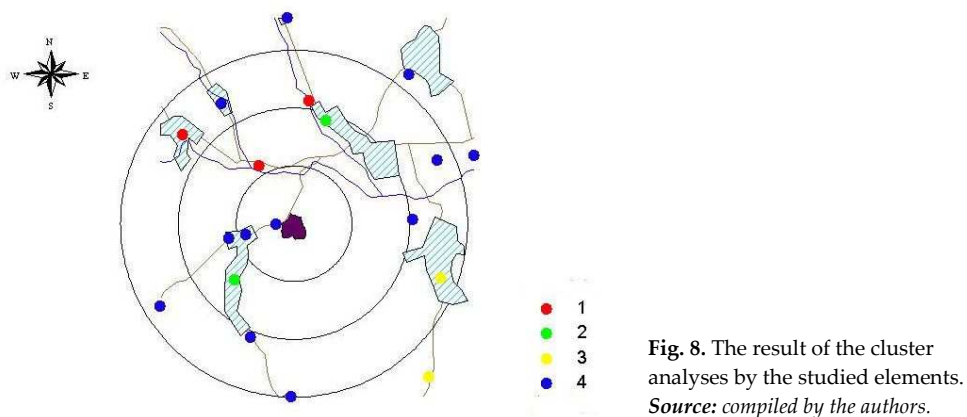 N
W E
S
1
2
3
4
Fig. 8. The result of the cluster
analyses by the studied elements.
Source: compiled by the authors.